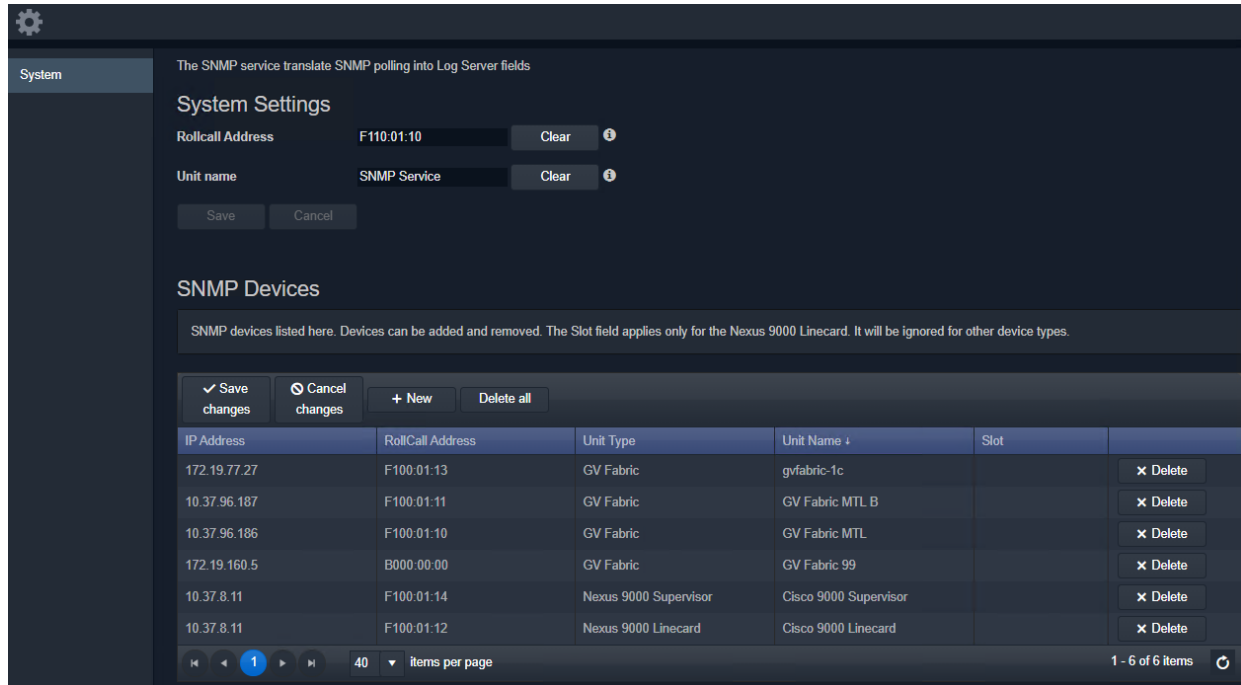 System
The SNMP service translate SNMP polling into Log Server fields
System Settings
Rollcall Address F110:01:10 Clear
Unit name SNMP Service Clear
Save Cancel
SNMP Devices
SNMP devices listed here. Devices can be added and removed. The Slot field applies only for the Nexus 9000 Linecard. It will be ignored for other device types.
Save changes Cancel changes + New Delete all
IP Address RollCall Address Unit Type Unit Name ↓ Slot
172.19.77.27 F100:01:13 GV Fabric gvfabric-1c × Delete
10.37.96.187 F100:01:11 GV Fabric GV Fabric MTL B × Delete
10.37.96.186 F100:01:10 GV Fabric GV Fabric MTL × Delete
172.19.160.5 B000:00:00 GV Fabric GV Fabric 99 × Delete
10.37.8.11 F100:01:14 Nexus 9000 Supervisor Cisco 9000 Supervisor × Delete
10.37.8.11 F100:01:12 Nexus 9000 Linecard Cisco 9000 Linecard × Delete
1 40 items per page 1 - 6 of 6 items